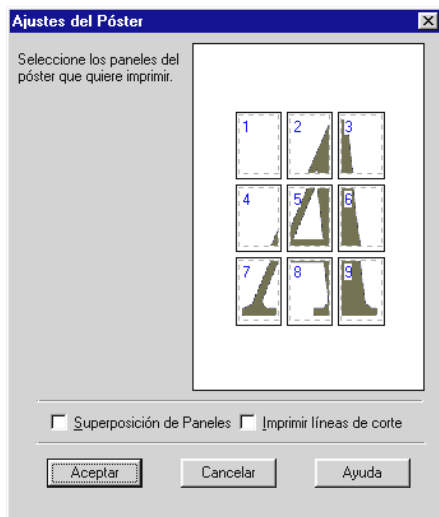 Ajustes del Póster
Seleccione los paneles del
póster que quiere imprimir.
1 2 3
4 5 6
7 8 9
Superposición de Paneles Imprimir líneas de corte
Aceptar Cancelar Ayuda